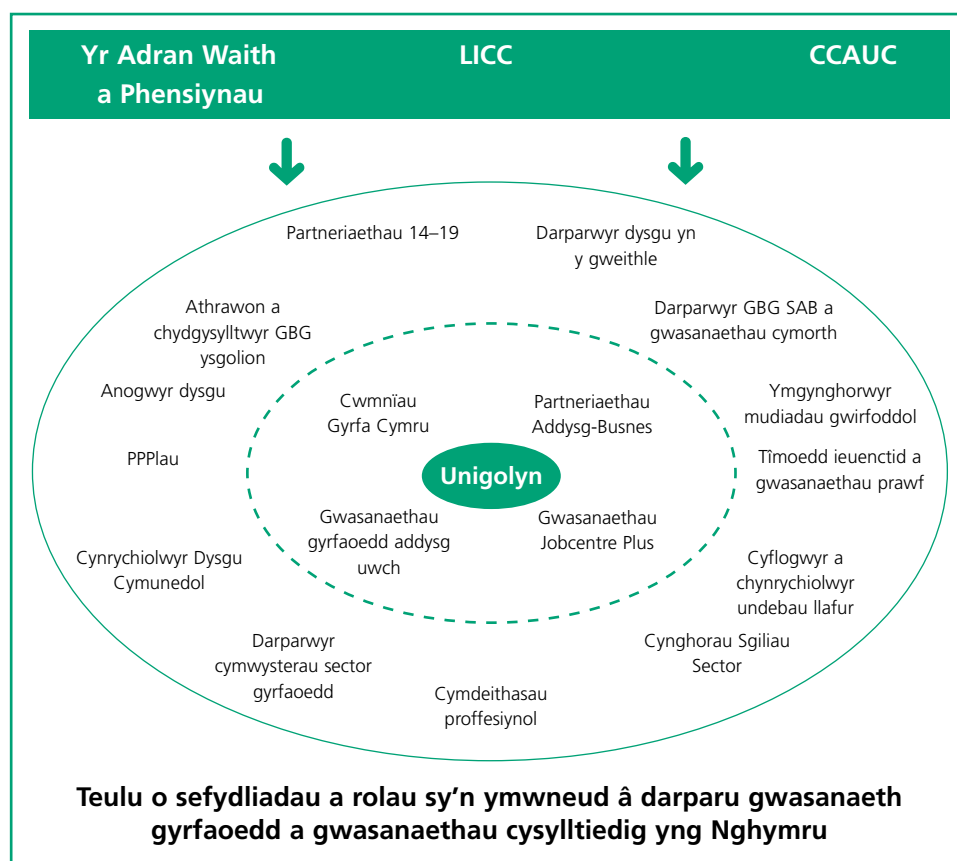 Yr Adran Waith
a Phensiynau
LlCC
CCAUC
Partneriaethau 14–19
Darparwyr dysgu yn
y gweithle
Athrawon a
chydgysylltwyr GBG
ysgolion
Darparwyr GBG SAB a
gwasanaethau cymorth
Anogwyr dysgu
Cwmnïau
Gyrfa Cymru
Partneriaethau
Addysg-Busnes
Ymgynghorwyr
mudiadau gwirfoddol
PPPlau
Unigolyn
Tîmoedd ieuenctid a
gwasanaethau prawf
Gwasanaethau
gyrfaoedd addysg
uwch
Gwasanaethau
Jobcentre Plus
Cynrychiolwyr Dysgu
Cymunedol
Cyflogwyr a
chynrychiolwyr
undebau llafur
Darparwyr
cymwysterau sector
gyrfaoedd
Cynghorau Sgiliau
Sector
Cymdeithasau
proffesiynol
Teulu o sefydliadau a rolau sy’n ymwneud â darparu gwasanaeth
gyrfaoedd a gwasanaethau cysylltiedig yng Nghymru